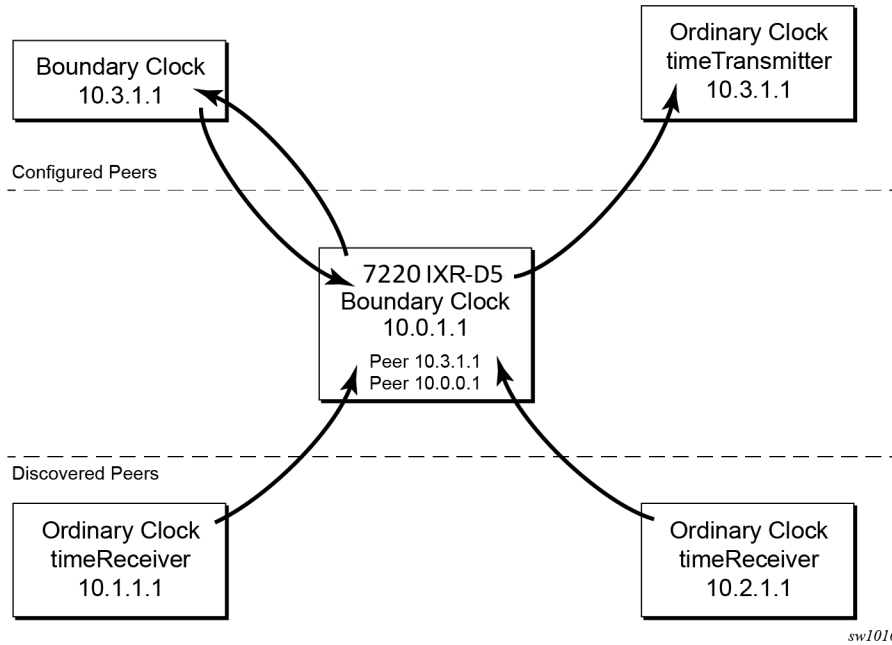 Boundary Clock
10.3.1.1
Ordinary Clock
timeTransmitter
10.3.1.1
Configured Peers
7220 IXR-D5
Boundary Clock
10.0.1.1
Peer 10.3.1.1
Peer 10.0.0.1
Discovered Peers
Ordinary Clock
timeReceiver
10.1.1.1
Ordinary Clock
timeReceiver
10.2.1.1